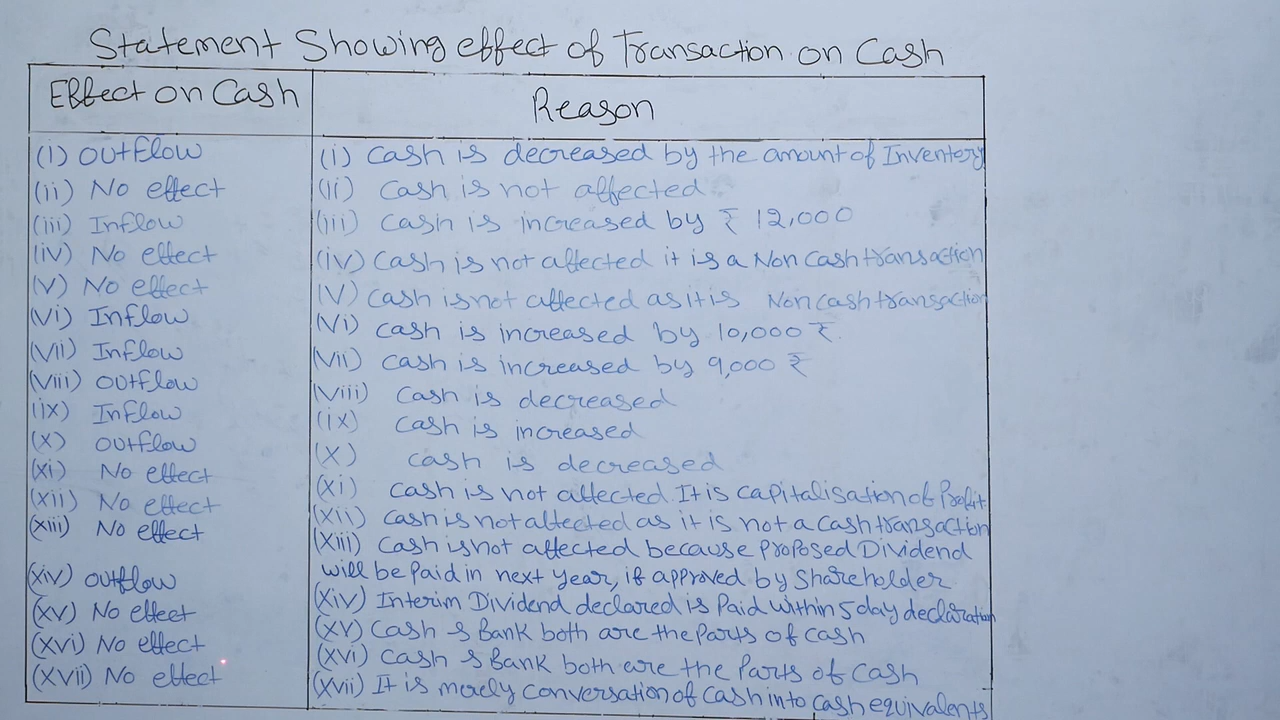 Statement Showing effect of Transaction on Cash
Effect on Cash
Reason
(i) Outflow
(i) Cash is decreased by the amount of Inventery
(ii) No effect
(ii) Cash is not affected
(iii) Inflow
(iii) Cash is increased by ₹ 12,000
(iv) No effect
(iv) Cash is not affected it is a Non Cash transaction
(V) No effect
(V) Cash is not affected as it is Non cash transaction
(Vi) Inflow
(Vi) Cash is increased by 10,000 ₹.
(Vii) Inflow
(Vii) Cash is increased by 9,000 ₹
(Viii) Outflow
(Viii) Cash is decreased
(ix) Inflow
(ix) Cash is increased
(X) Outflow
(X) Cash is decreased
(xi) No effect
(xi) Cash is not affected. It is capitalisation of Profit
(xii) No effect
(xii) Cash is not affected as it is not a cash transaction
(xiii) No effect
(Xiii) Cash is not affected because Proposed Dividend
will be Paid in next year, if approved by Shareholder
(xiv) Outflow
(Xiv) Interim Dividend declared is Paid within 5 day declaration
(XV) No effect
(XV) Cash & Bank both are the Parts of cash
(XVi) No effect
(XVi) Cash & Bank both are the Parts of Cash
(XVii) No effect
(XVii) It is merely conversation of Cash into cash equivalents